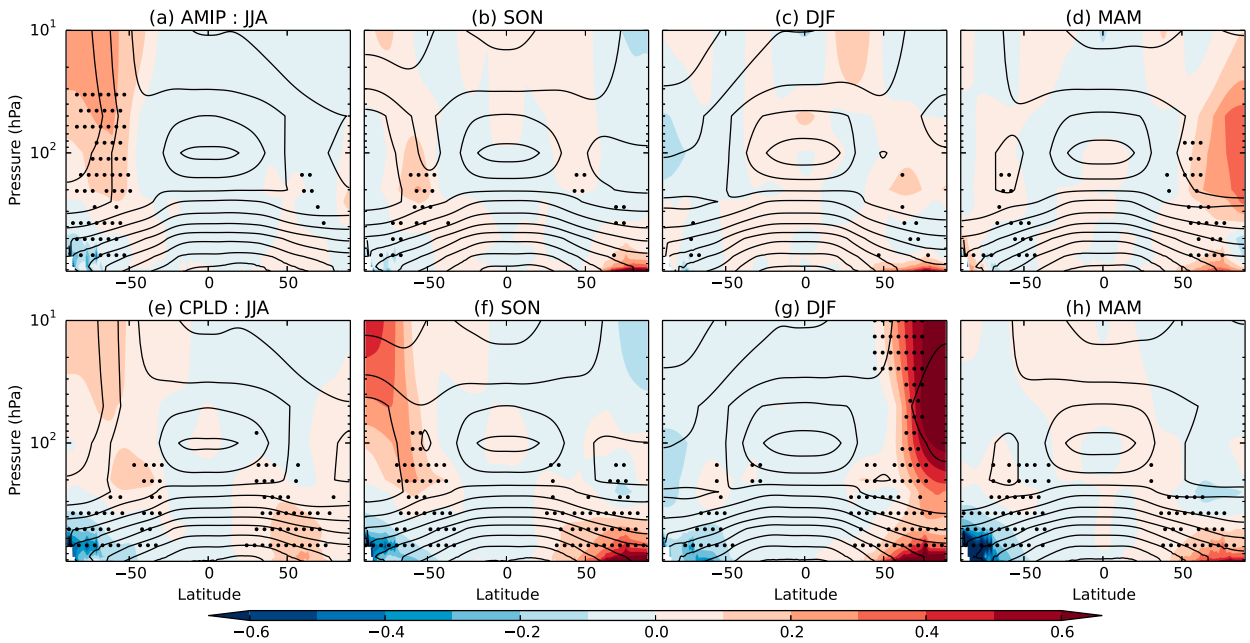 (a) AMIP : JJA
(b) SON
(c) DJF
(d) MAM
10¹
10²
Pressure (hPa)
−50 0 50
−50 0 50
−50 0 50
−50 0 50
(e) CPLD : JJA
(f) SON
(g) DJF
(h) MAM
10¹
10²
Pressure (hPa)
−50 0 50
−50 0 50
−50 0 50
−50 0 50
Latitude
Latitude
Latitude
Latitude
−0.6 −0.4 −0.2 0.0 0.2 0.4 0.6